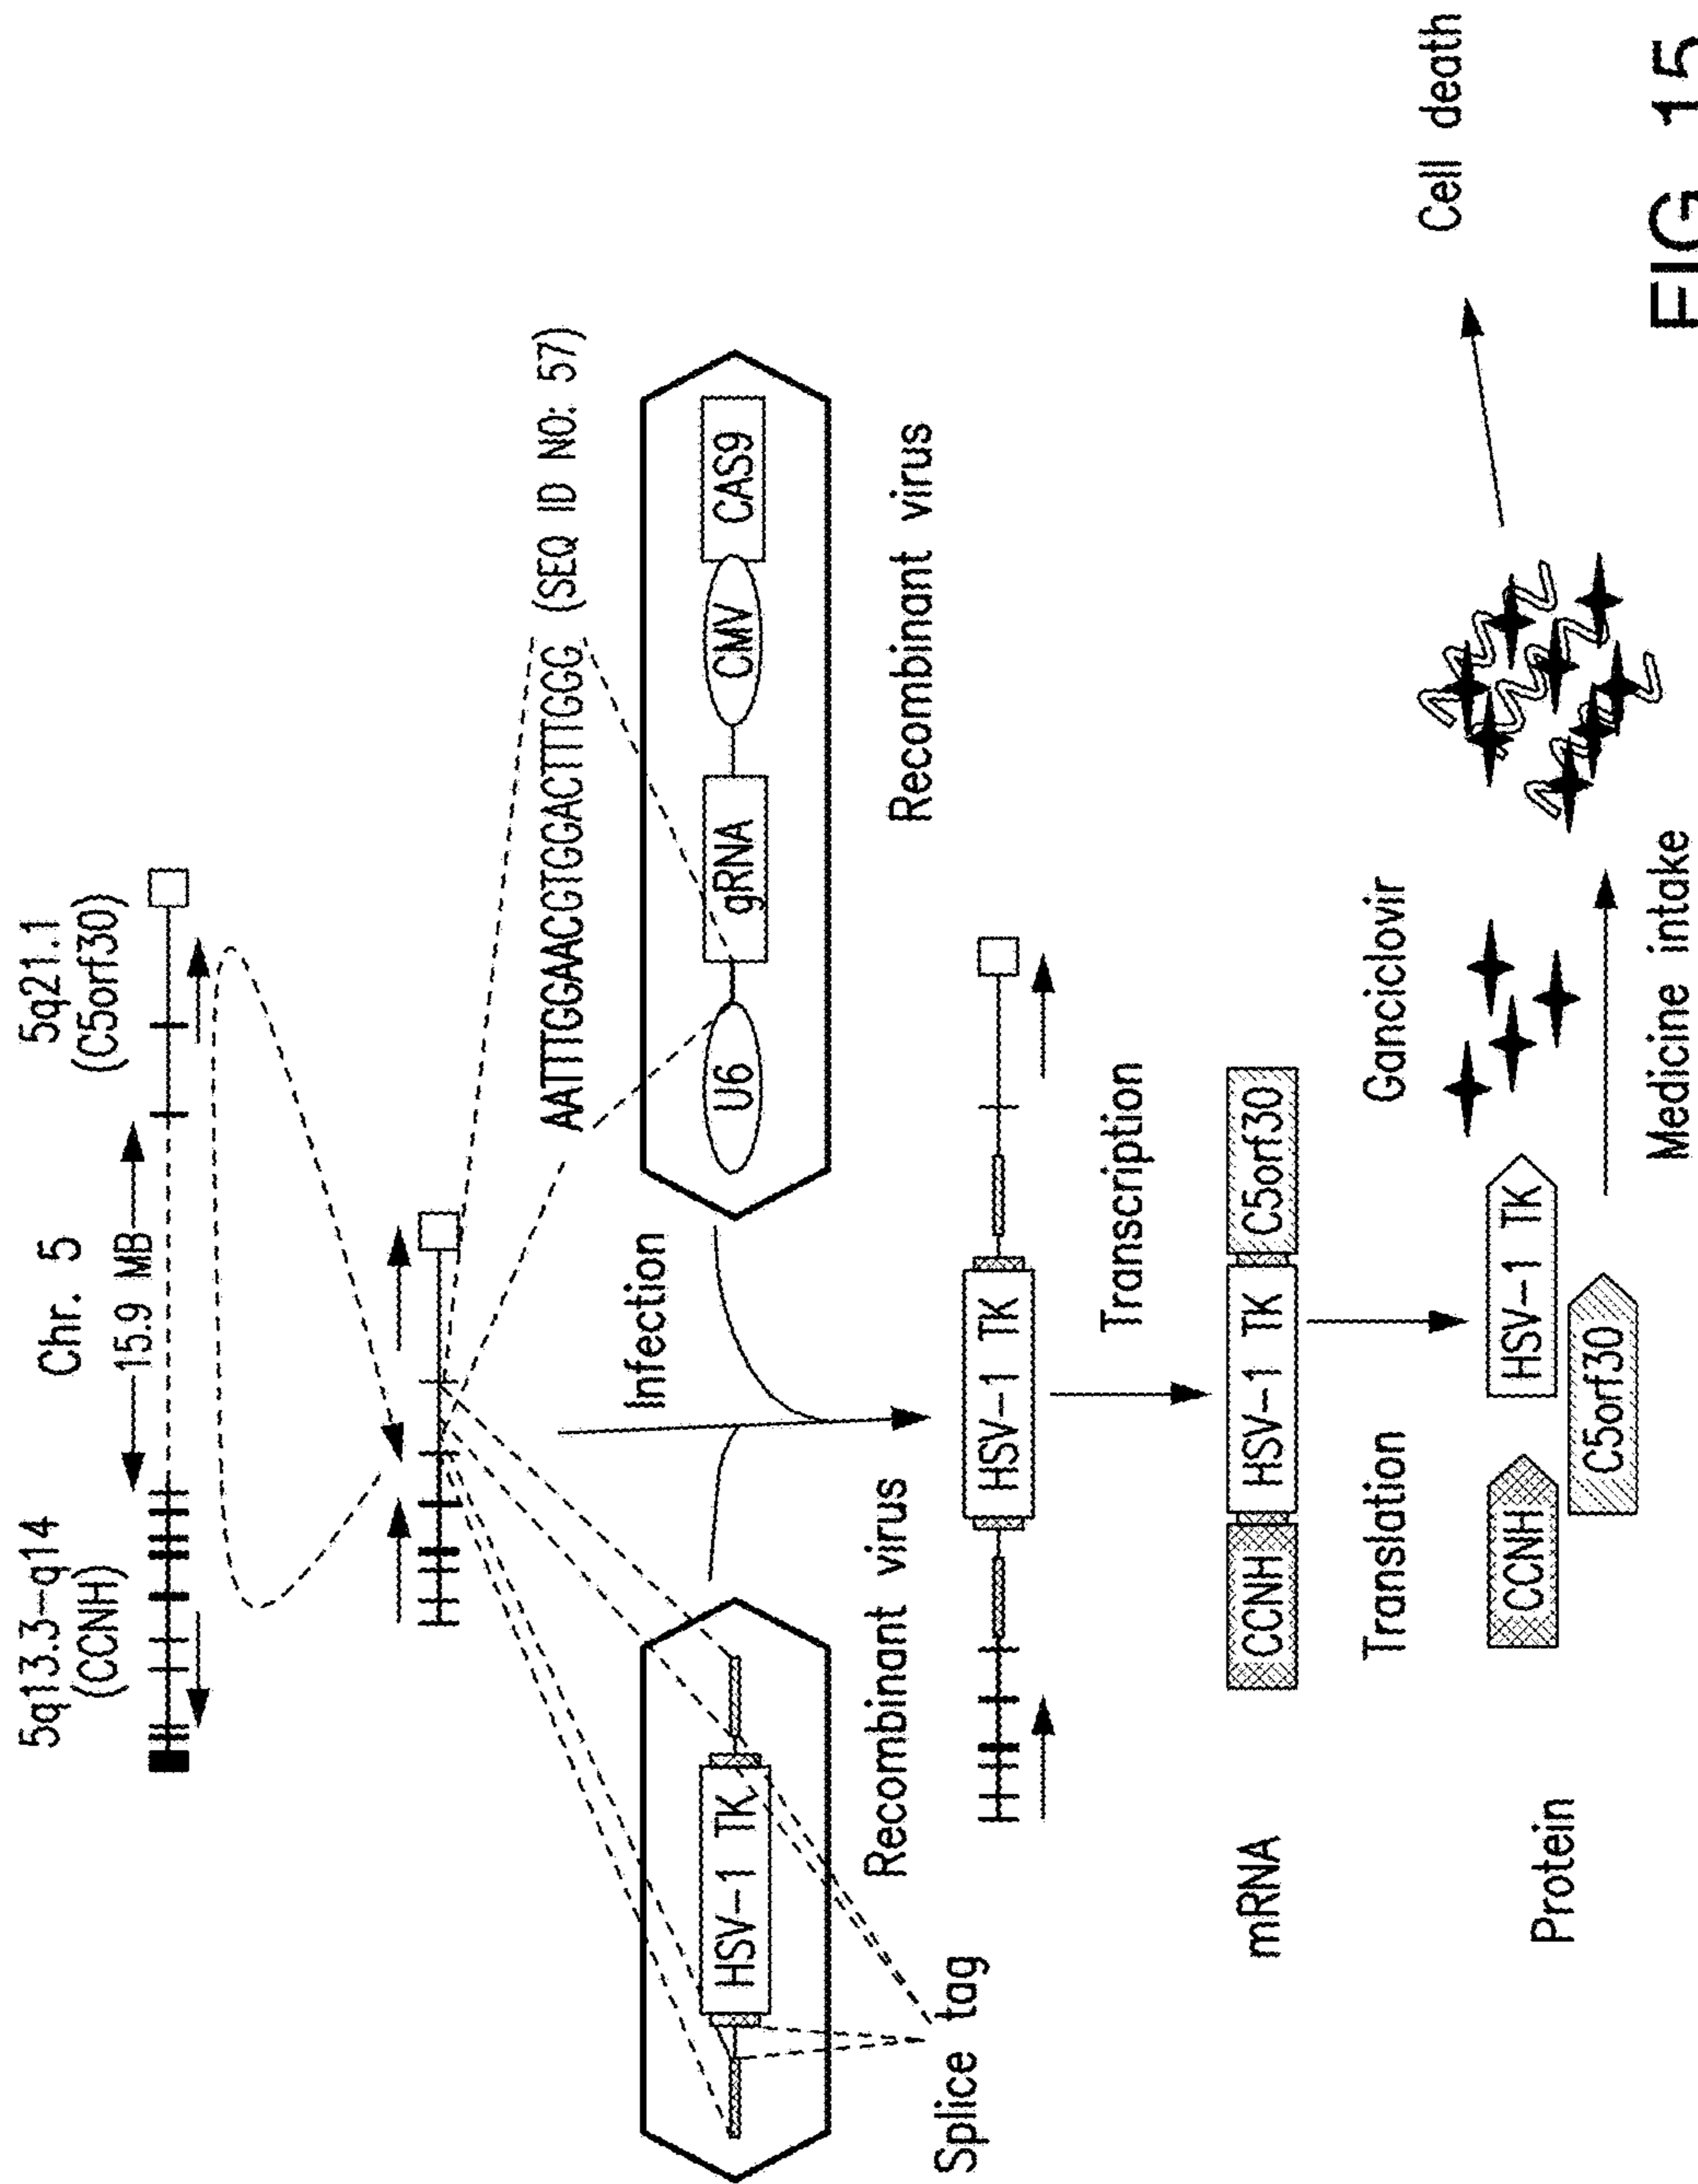 5q13.3-q14
(CCNH)
Chr. 5
15.9 MB
5q21.1
(C5orf30)
AATTTGGAACGTGGACTTTGGG (SEQ ID NO: 57)
Infection
HSV-1 TK
U6
gRNA
CMV
CAS9
Recombinant virus
Recombinant virus
Splice tag
HSV-1 TK
Transcription
mRNA
CCNH
HSV-1 TK
C5orf30
Translation
Ganciclovir
Cell death
Protein
CCNH
HSV-1 TK
C5orf30
Medicine intake
FIG 15